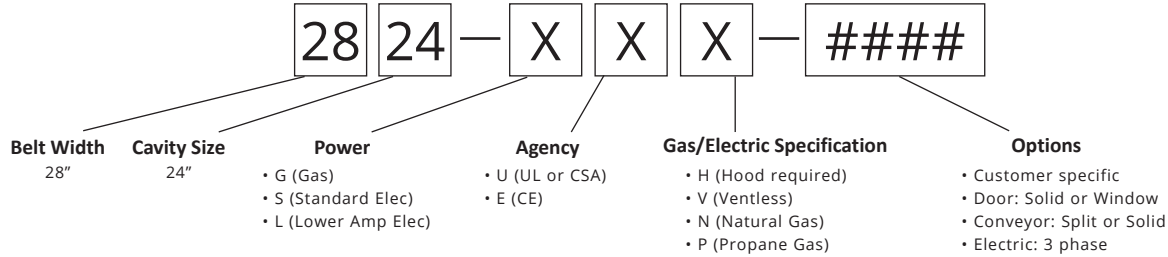 28 24 — X X X — ####
Belt Width
28”
Cavity Size
24”
Power
• G (Gas)
• S (Standard Elec)
• L (Lower Amp Elec)
Agency
• U (UL or CSA)
• E (CE)
Gas/Electric Specification
• H (Hood required)
• V (Ventless)
• N (Natural Gas)
• P (Propane Gas)
Options
• Customer specific
• Door: Solid or Window
• Conveyor: Split or Solid
• Electric: 3 phase